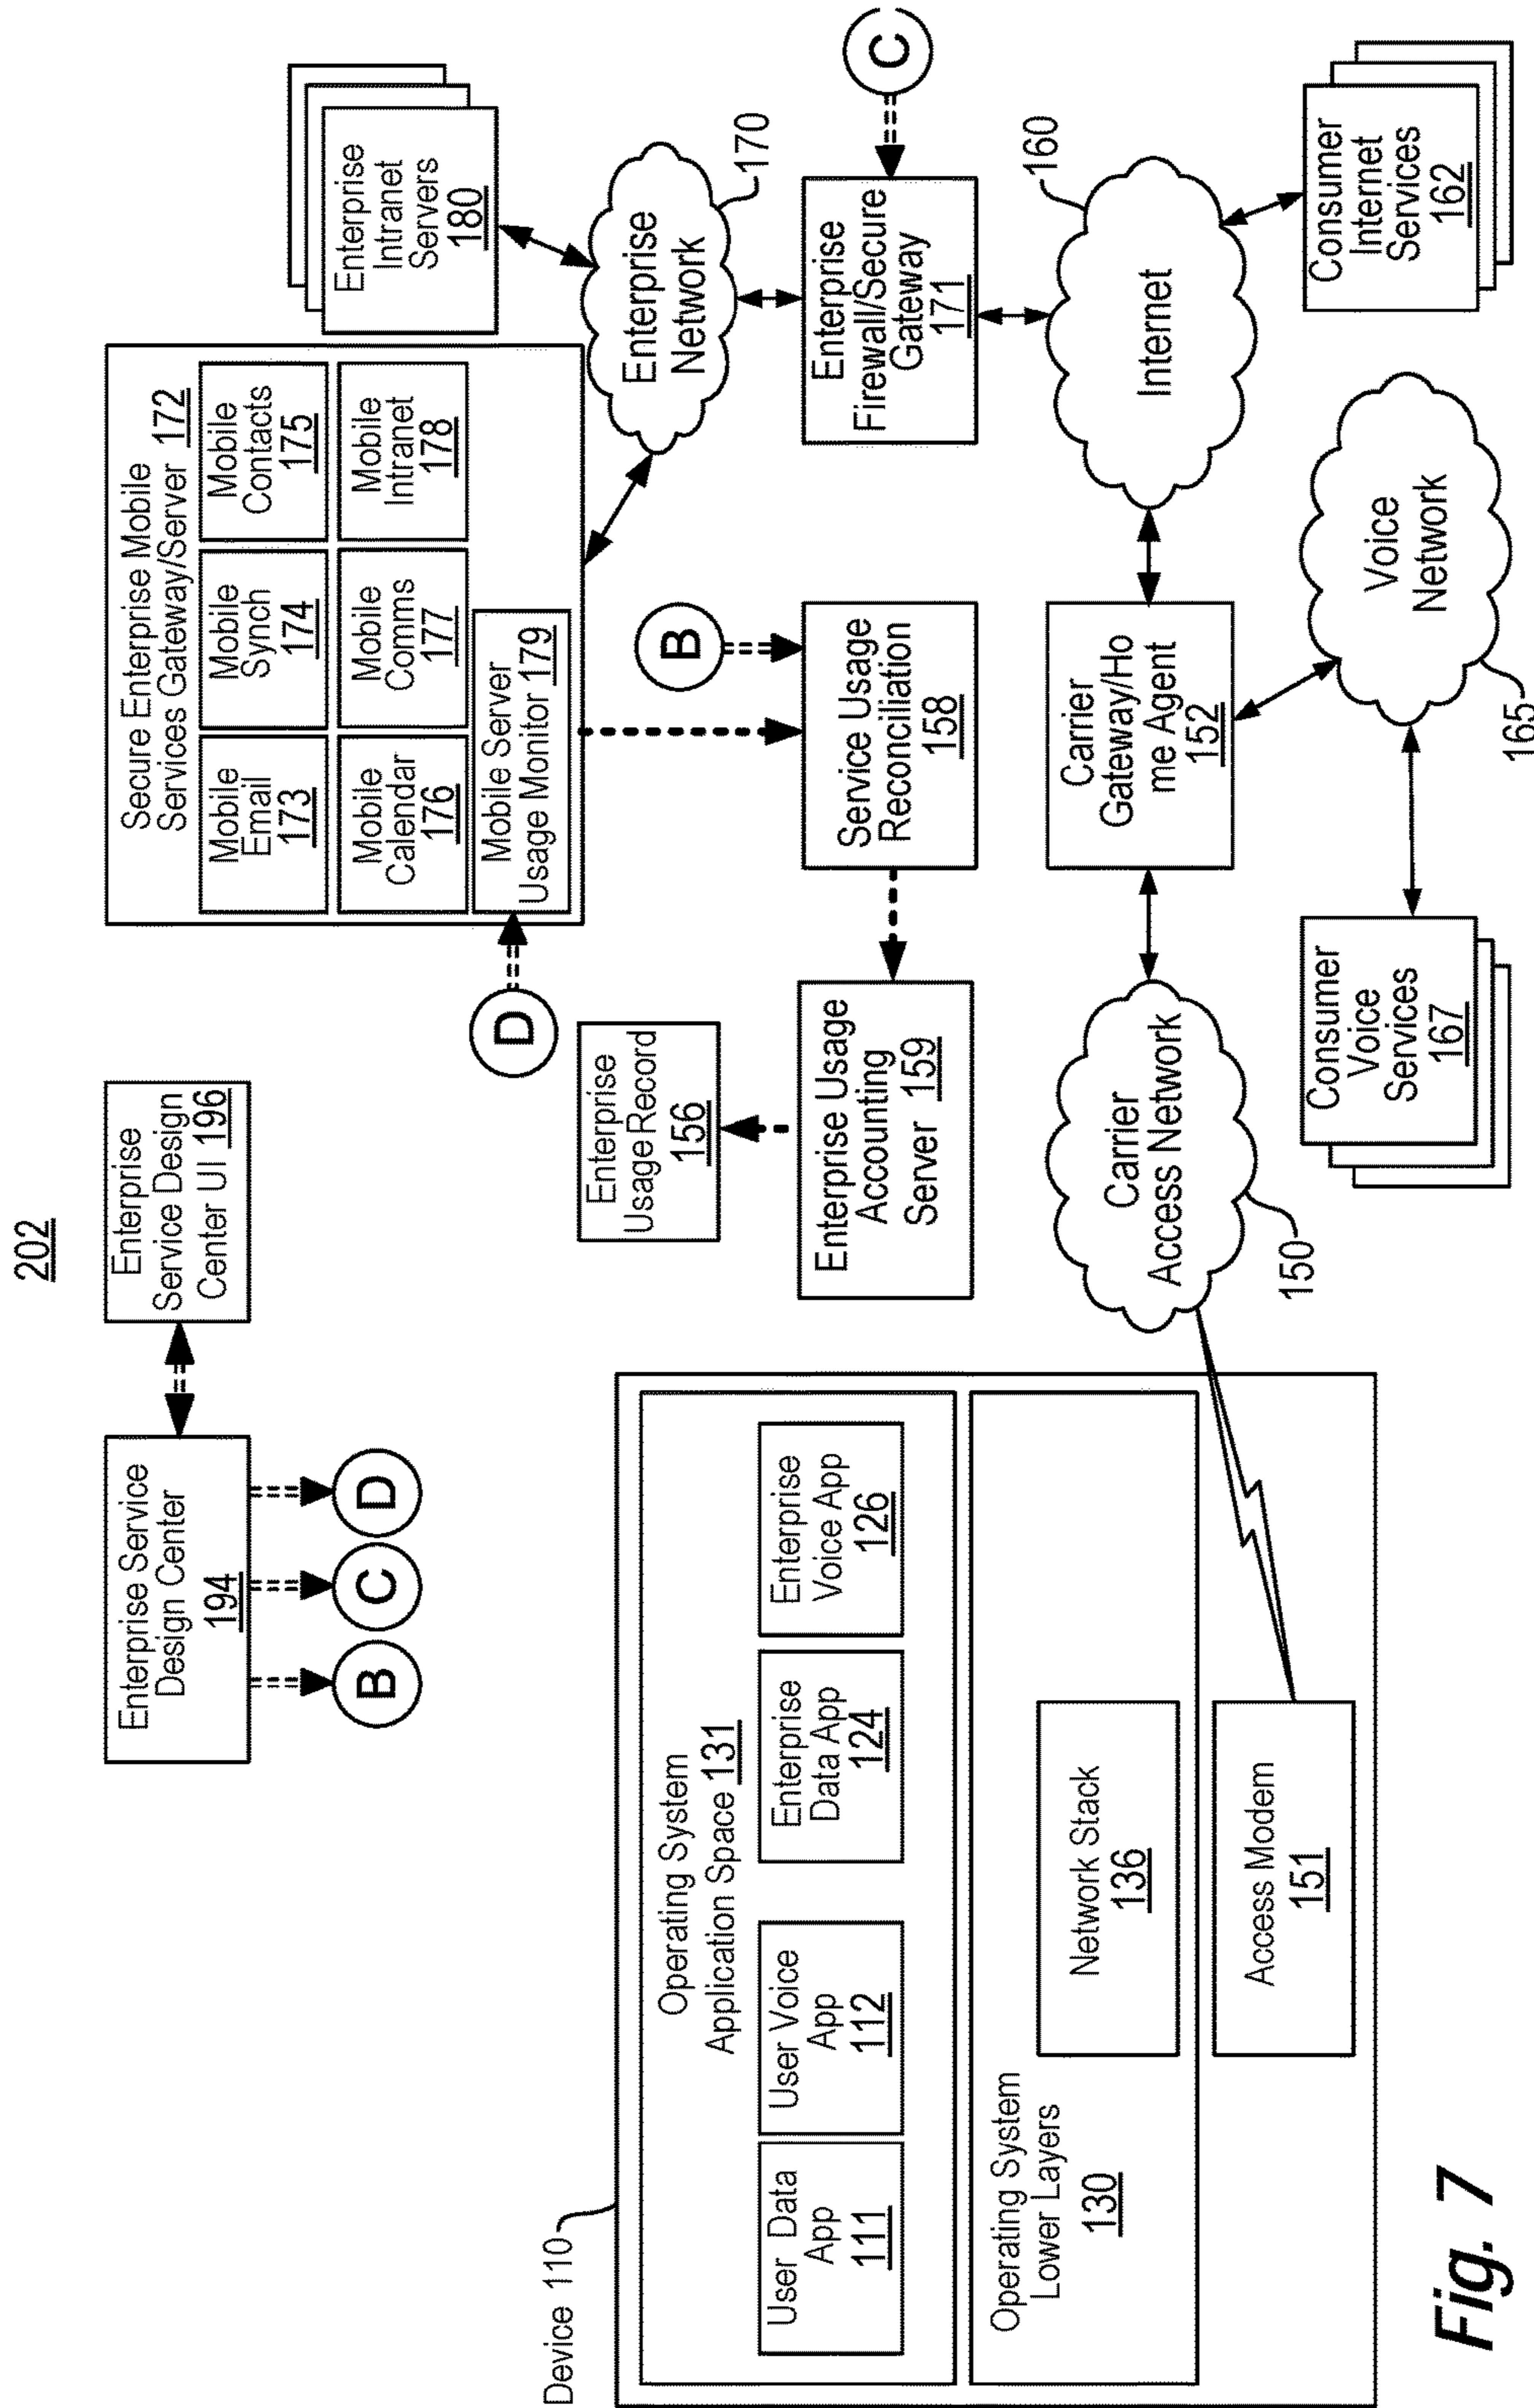 202
Enterprise Service
Design Center
194
Enterprise
Service Design
Center UI 196
B
C
D
Secure Enterprise Mobile
Services Gateway/Server 172
Mobile
Email
173
Mobile
Synch
174
Mobile
Contacts
175
Mobile
Calendar
176
Mobile
Comms
177
Mobile
Intranet
178
Mobile Server
Usage Monitor 179
D
Enterprise
Intranet
Servers
180
Enterprise
Network
170
Enterprise
Usage Record
156
B
Enterprise Usage
Accounting
Server 159
Service Usage
Reconciliation
158
Enterprise
Firewall/Secure
Gateway
171
C
Device 110
Operating System
Application Space 131
User Data
App
111
User Voice
App
112
Enterprise
Data App
124
Enterprise
Voice App
126
Operating System
Lower Layers
130
Network Stack
136
Access Modem
151
Carrier
Access Network
150
Carrier
Gateway/Ho
me Agent
152
Internet
160
Consumer
Voice
Services
167
Voice
Network
165
Consumer
Internet
Services
162
Fig. 7